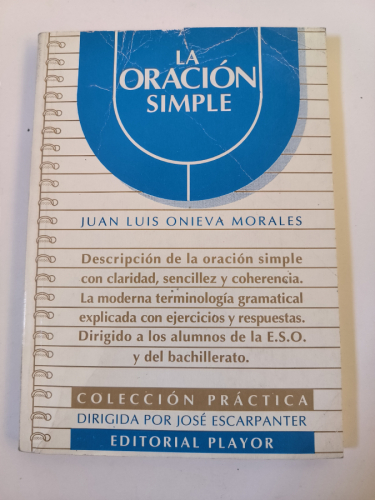 LA
ORACIÓN
SIMPLE
JUAN LUIS ONIEVA MORALES
Descripción de la oración simple
con claridad, sencillez y coherencia.
La moderna terminología gramatical
explicada con ejercicios y respuestas.
Dirigido a los alumnos de la E.S.O.
y del bachillerato.
COLECCIÓN PRÁCTICA
DIRIGIDA POR JOSÉ ESCARPANTER
EDITORIAL PLAYOR